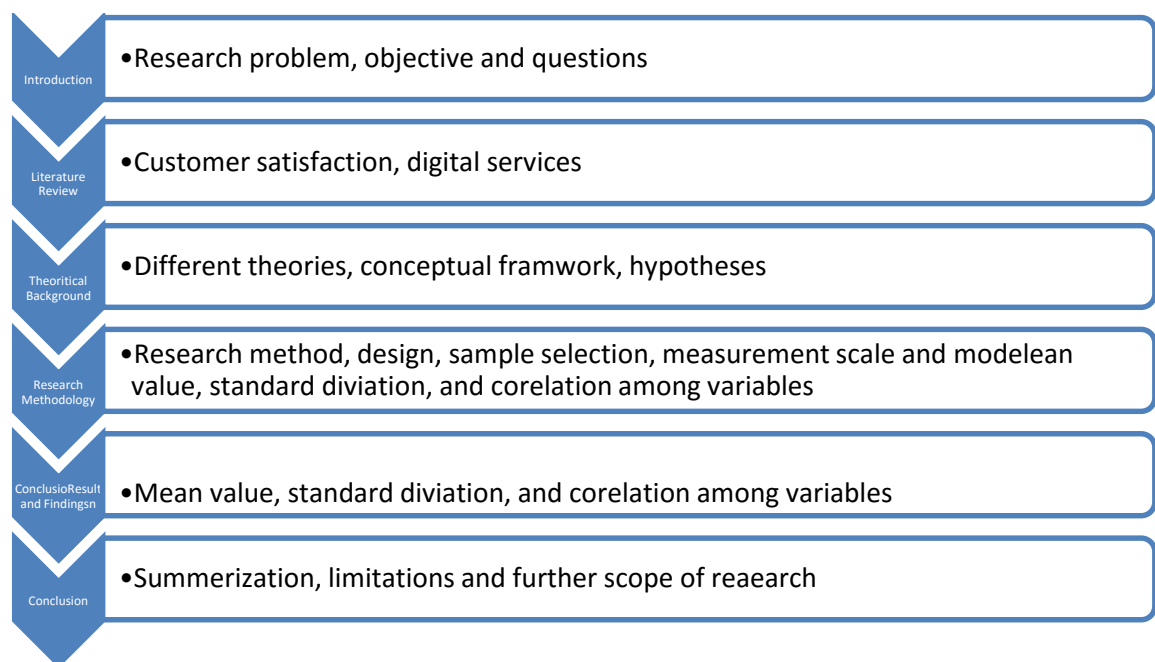 Introduction
•Research problem, objective and questions
Literature
Review
•Customer satisfaction, digital services
Theoritical
Background
•Different theories, conceptual framwork, hypotheses
Research
Methodology
•Research method, design, sample selection, measurement scale and modelean
value, standard diviation, and corelation among variables
ConclusioResult
and Findingsn
•Mean value, standard diviation, and corelation among variables
Conclusion
•Summerization, limitations and further scope of reaearch